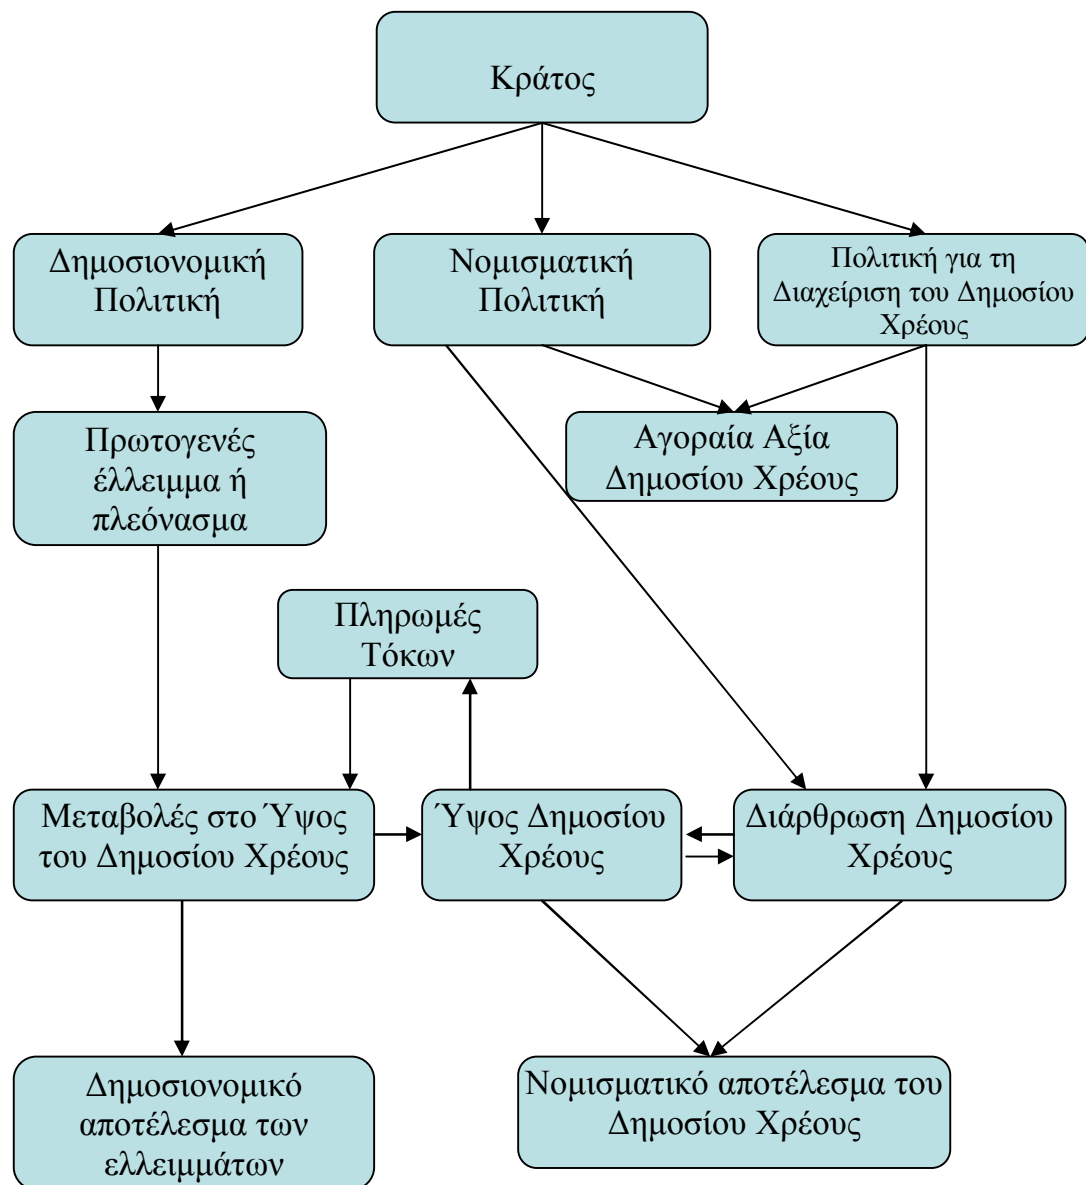 Κράτος
Δημοσιονομική
Πολιτική
Νομισματική
Πολιτική
Πολιτική για τη
Διαχείριση του Δημοσίου
Χρέους
Πρωτογενές
έλλειμμα ή
πλεόνασμα
Αγοραία Αξία
Δημοσίου Χρέους
Πληρωμές
Τόκων
Μεταβολές στο Ύψος
του Δημοσίου Χρέους
Ύψος Δημοσίου
Χρέους
Διάρθρωση Δημοσίου
Χρέους
Δημοσιονομικό
αποτέλεσμα των
ελλειμμάτων
Νομισματικό αποτέλεσμα του
Δημοσίου Χρέους